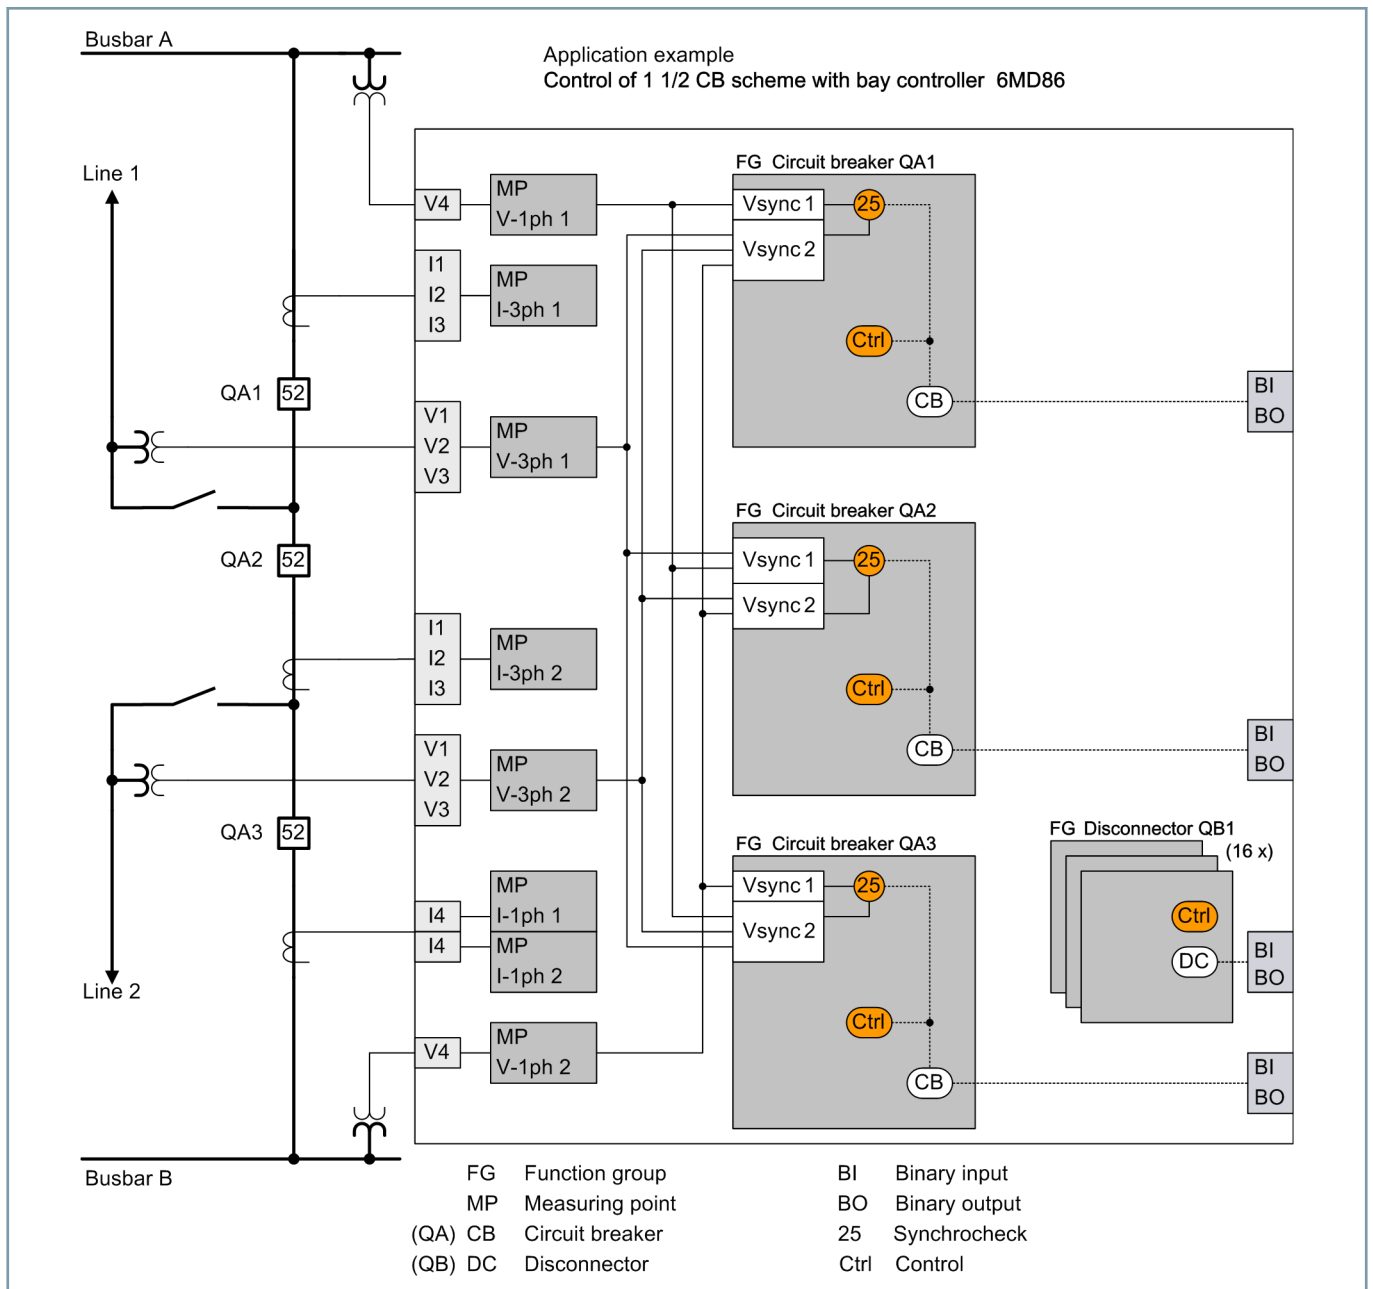 Busbar A
Application example
Control of 1 1/2 CB scheme with bay controller 6MD86
Line 1
FG Circuit breaker QA1
V4
MP
V-1ph 1
Vsync 1
25
Vsync 2
I1
I2
I3
MP
I-3ph 1
Ctrl
QA1
52
CB
BI
BO
V1
V2
V3
MP
V-3ph 1
FG Circuit breaker QA2
QA2
52
Vsync 1
25
Vsync 2
I1
I2
I3
MP
I-3ph 2
Ctrl
CB
BI
BO
V1
V2
V3
MP
V-3ph 2
QA3
52
FG Circuit breaker QA3
FG Disconnector QB1
(16 x)
Vsync 1
25
Vsync 2
MP
I-1ph 1
I4
I4
MP
I-1ph 2
Ctrl
DC
BI
BO
Line 2
V4
MP
V-1ph 2
Ctrl
CB
BI
BO
Busbar B
FG Function group
MP Measuring point
(QA) CB Circuit breaker
(QB) DC Disconnector
BI Binary input
BO Binary output
25 Synchrocheck
Ctrl Control